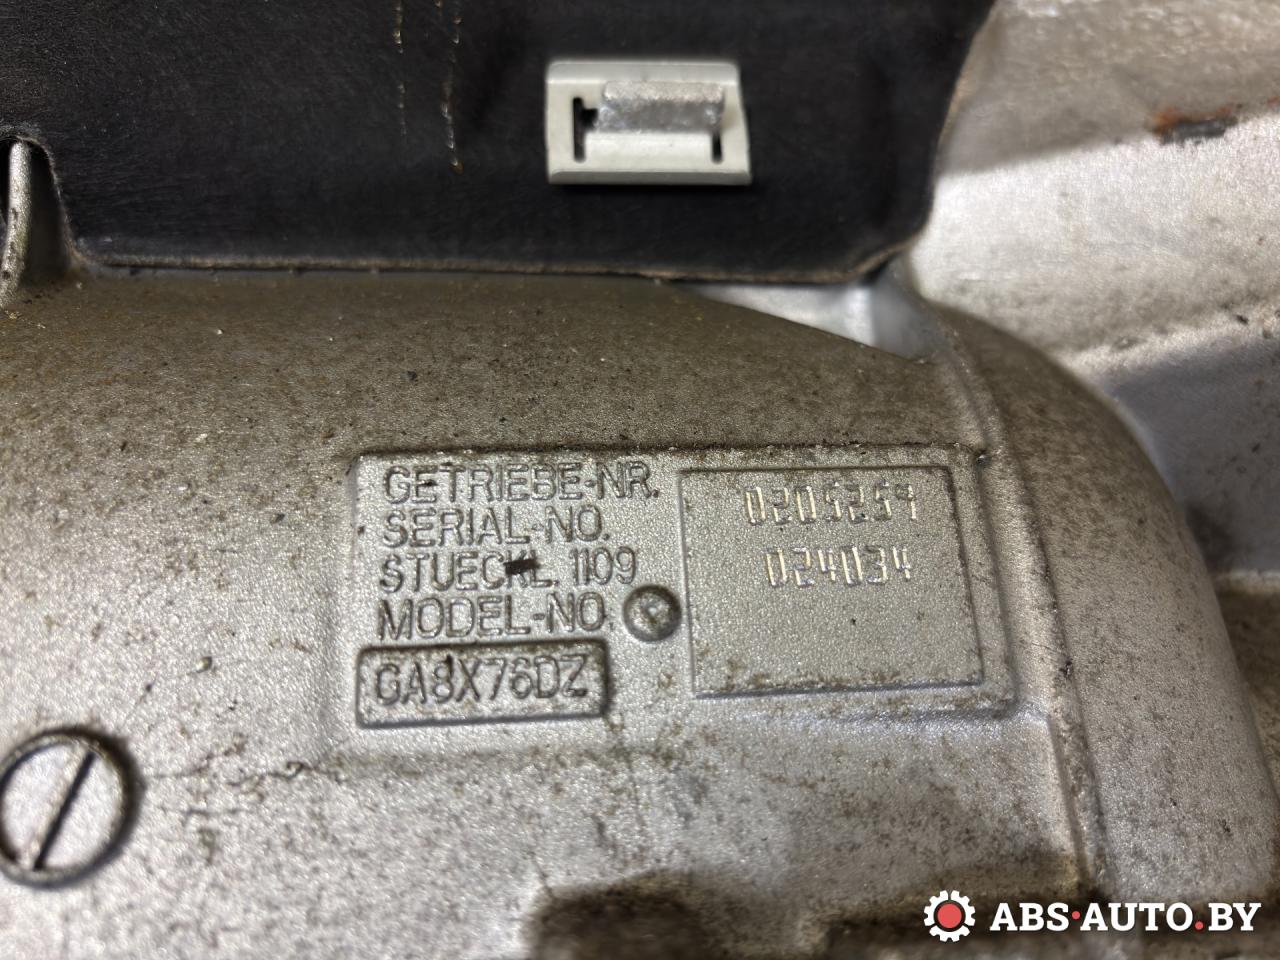 GETRIEBE-NR.
SERIAL-NO.
STUECKL. 1109
MODEL-NO.
GA8X76DZ
0205259
024034
ABS·AUTO.BY